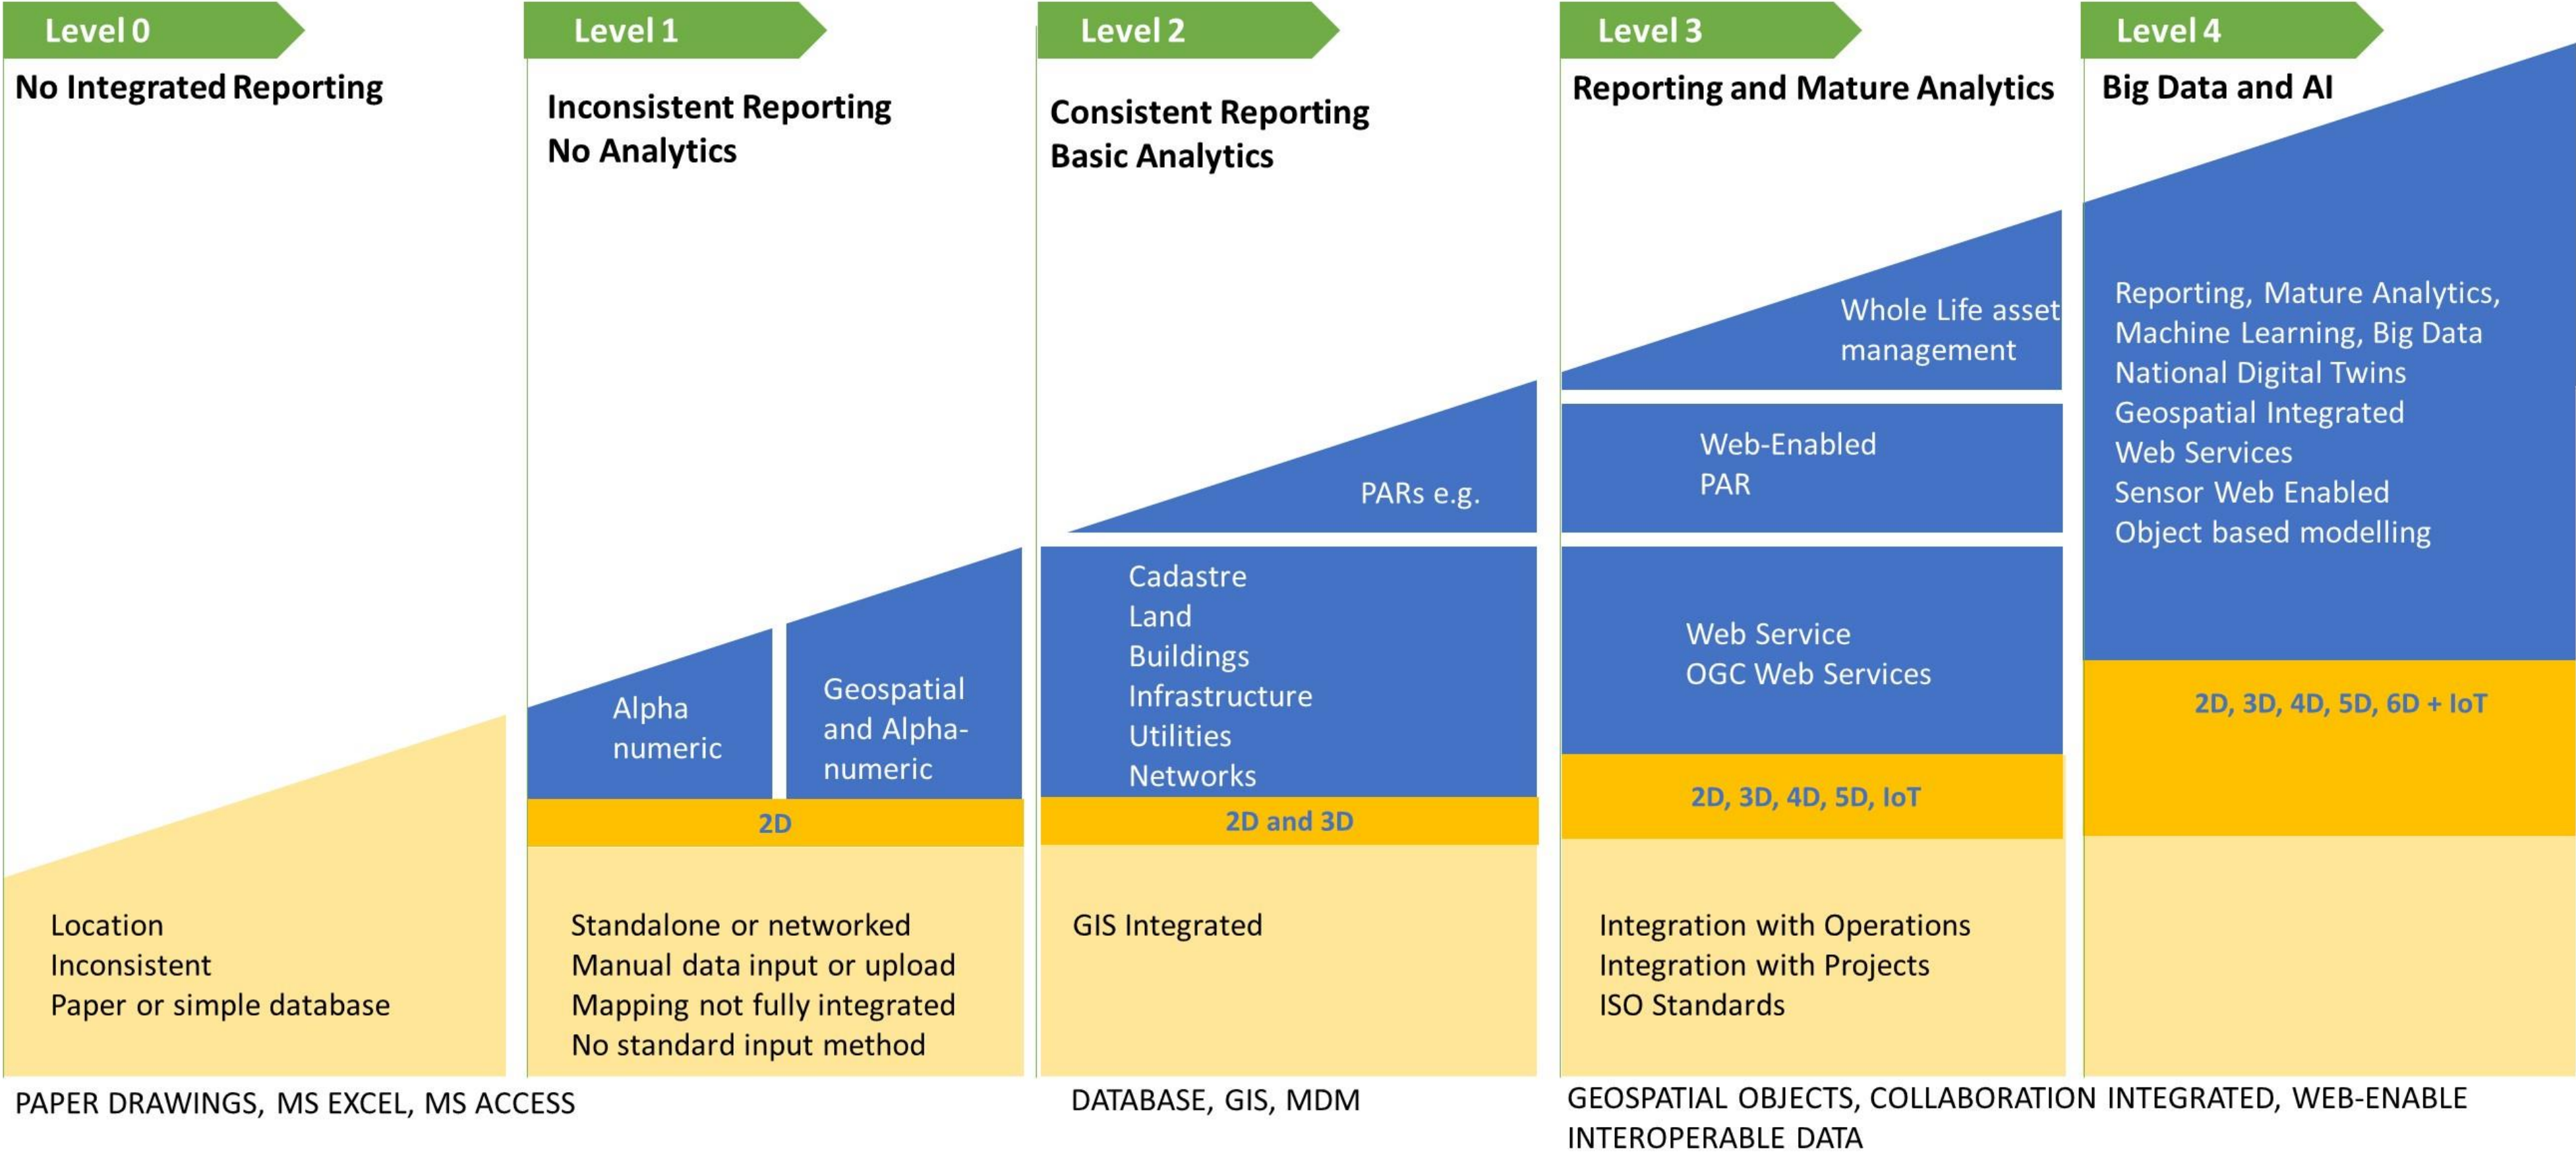 Level 0
No Integrated Reporting
Location
Inconsistent
Paper or simple database
Level 1
Inconsistent Reporting
No Analytics
Alpha
numeric
Geospatial
and Alpha-
numeric
2D
Standalone or networked
Manual data input or upload
Mapping not fully integrated
No standard input method
PAPER DRAWINGS, MS EXCEL, MS ACCESS
Level 2
Consistent Reporting
Basic Analytics
PARs e.g.
Cadastre
Land
Buildings
Infrastructure
Utilities
Networks
2D and 3D
GIS Integrated
DATABASE, GIS, MDM
Level 3
Reporting and Mature Analytics
Whole Life asset
management
Web-Enabled
PAR
Web Service
OGC Web Services
2D, 3D, 4D, 5D, IoT
Integration with Operations
Integration with Projects
ISO Standards
Level 4
Big Data and AI
Reporting, Mature Analytics,
Machine Learning, Big Data
National Digital Twins
Geospatial Integrated
Web Services
Sensor Web Enabled
Object based modelling
2D, 3D, 4D, 5D, 6D + IoT
GEOSPATIAL OBJECTS, COLLABORATION INTEGRATED, WEB-ENABLE
INTEROPERABLE DATA